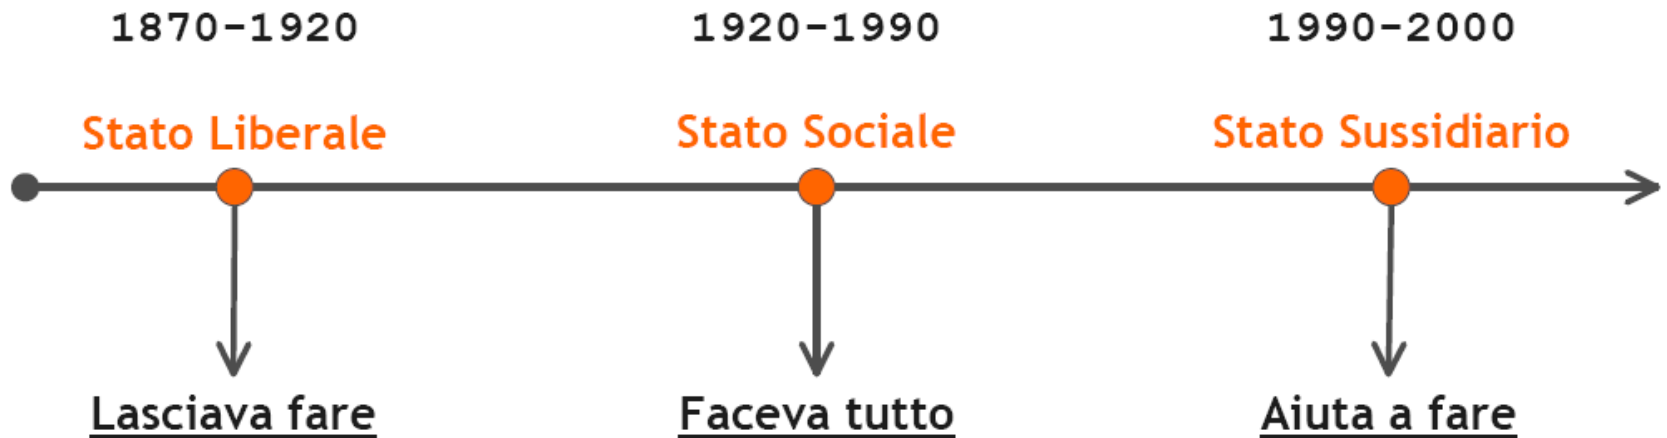 1870-1920 1920-1990 1990-2000
Stato Liberale Stato Sociale Stato Sussidiario
Lasciava fare Faceva tutto Aiuta a fare